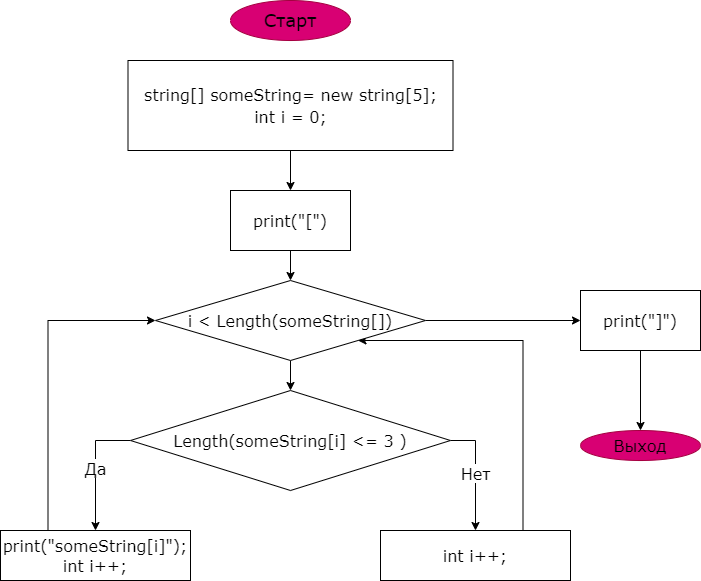 Старт
string[] someString= new string[5];
int i = 0;
print("[")
i < Length(someString[])
print("]")
Length(someString[i] <= 3 )
Выход
Да
Нет
print("someString[i]");
int i++;
int i++;